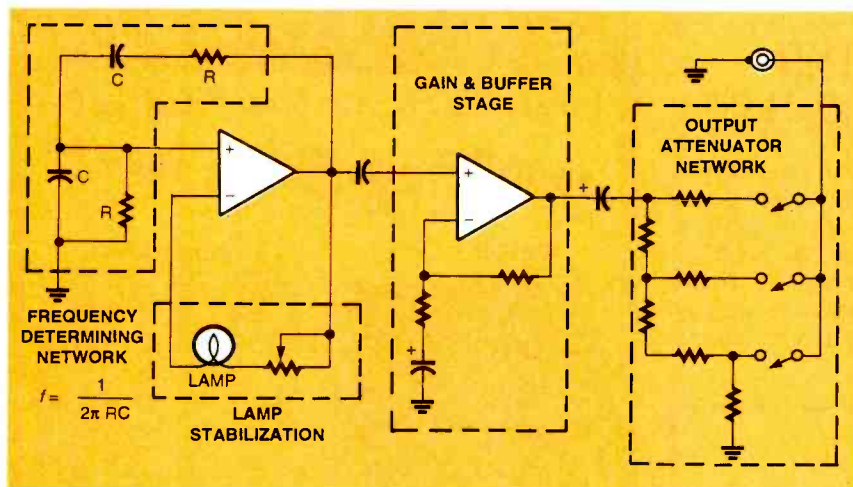 C
R
C
R
+
−
FREQUENCY
DETERMINING
NETWORK
f = 1
2π RC
LAMP
LAMP
STABILIZATION
GAIN & BUFFER
STAGE
+
−
+
+
OUTPUT
ATTENUATOR
NETWORK